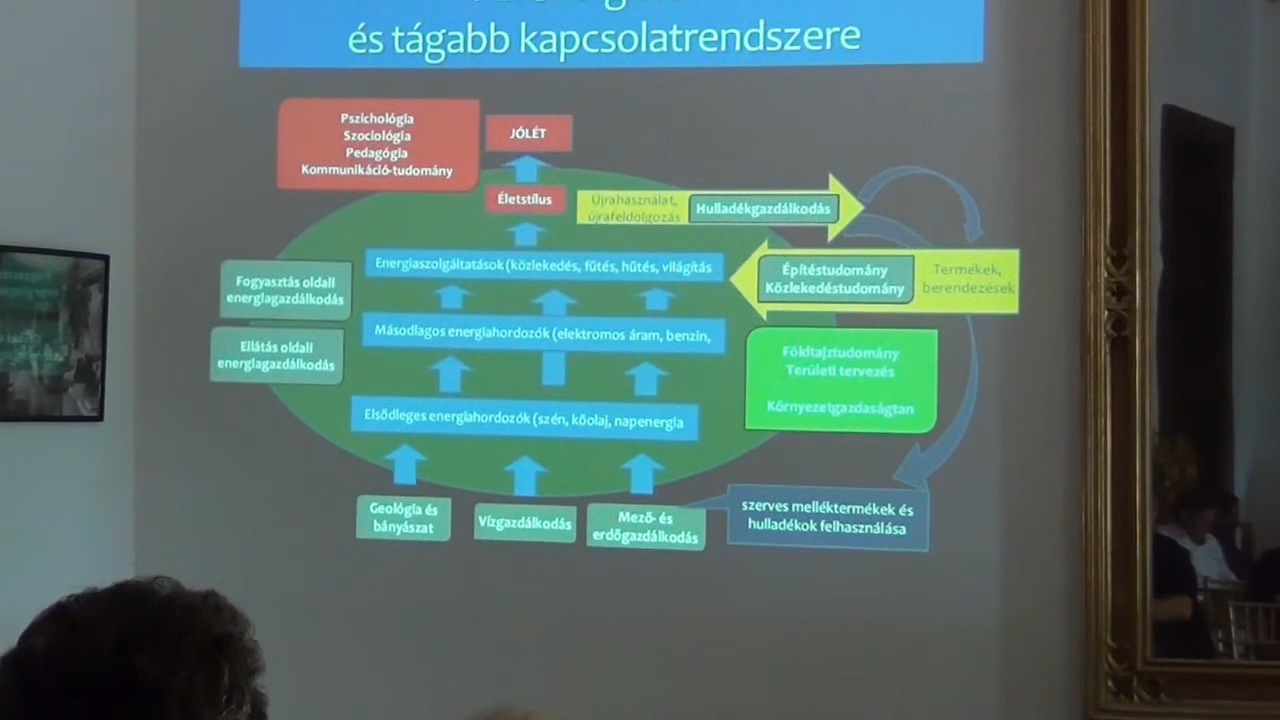 és tágabb kapcsolatrendszere
Pszichológia
Szociológia
Pedagógia
Kommunikáció-tudomány
JÓLÉT
Életstílus
Újrahasználat,
újrafeldolgozás
Hulladékgazdálkodás
Energiaszolgáltatások (közlekedés, fűtés, hűtés, világítás
Építéstudomány
Közlekedéstudomány
Termékek,
berendezések
Fogyasztás oldali
energiagazdálkodás
Másodlagos energiahordozók (elektromos áram, benzin,
Ellátás oldali
energiagazdálkodás
Földtajztudomány
Területi tervezés
Környezetgazdaságtan
Elsődleges energiahordozók (szén, kőolaj, napenergia
Geológia és
bányászat
Vízgazdálkodás
Mező- és
erdőgazdálkodás
szerves melléktermékek és
hulladékok felhasználása